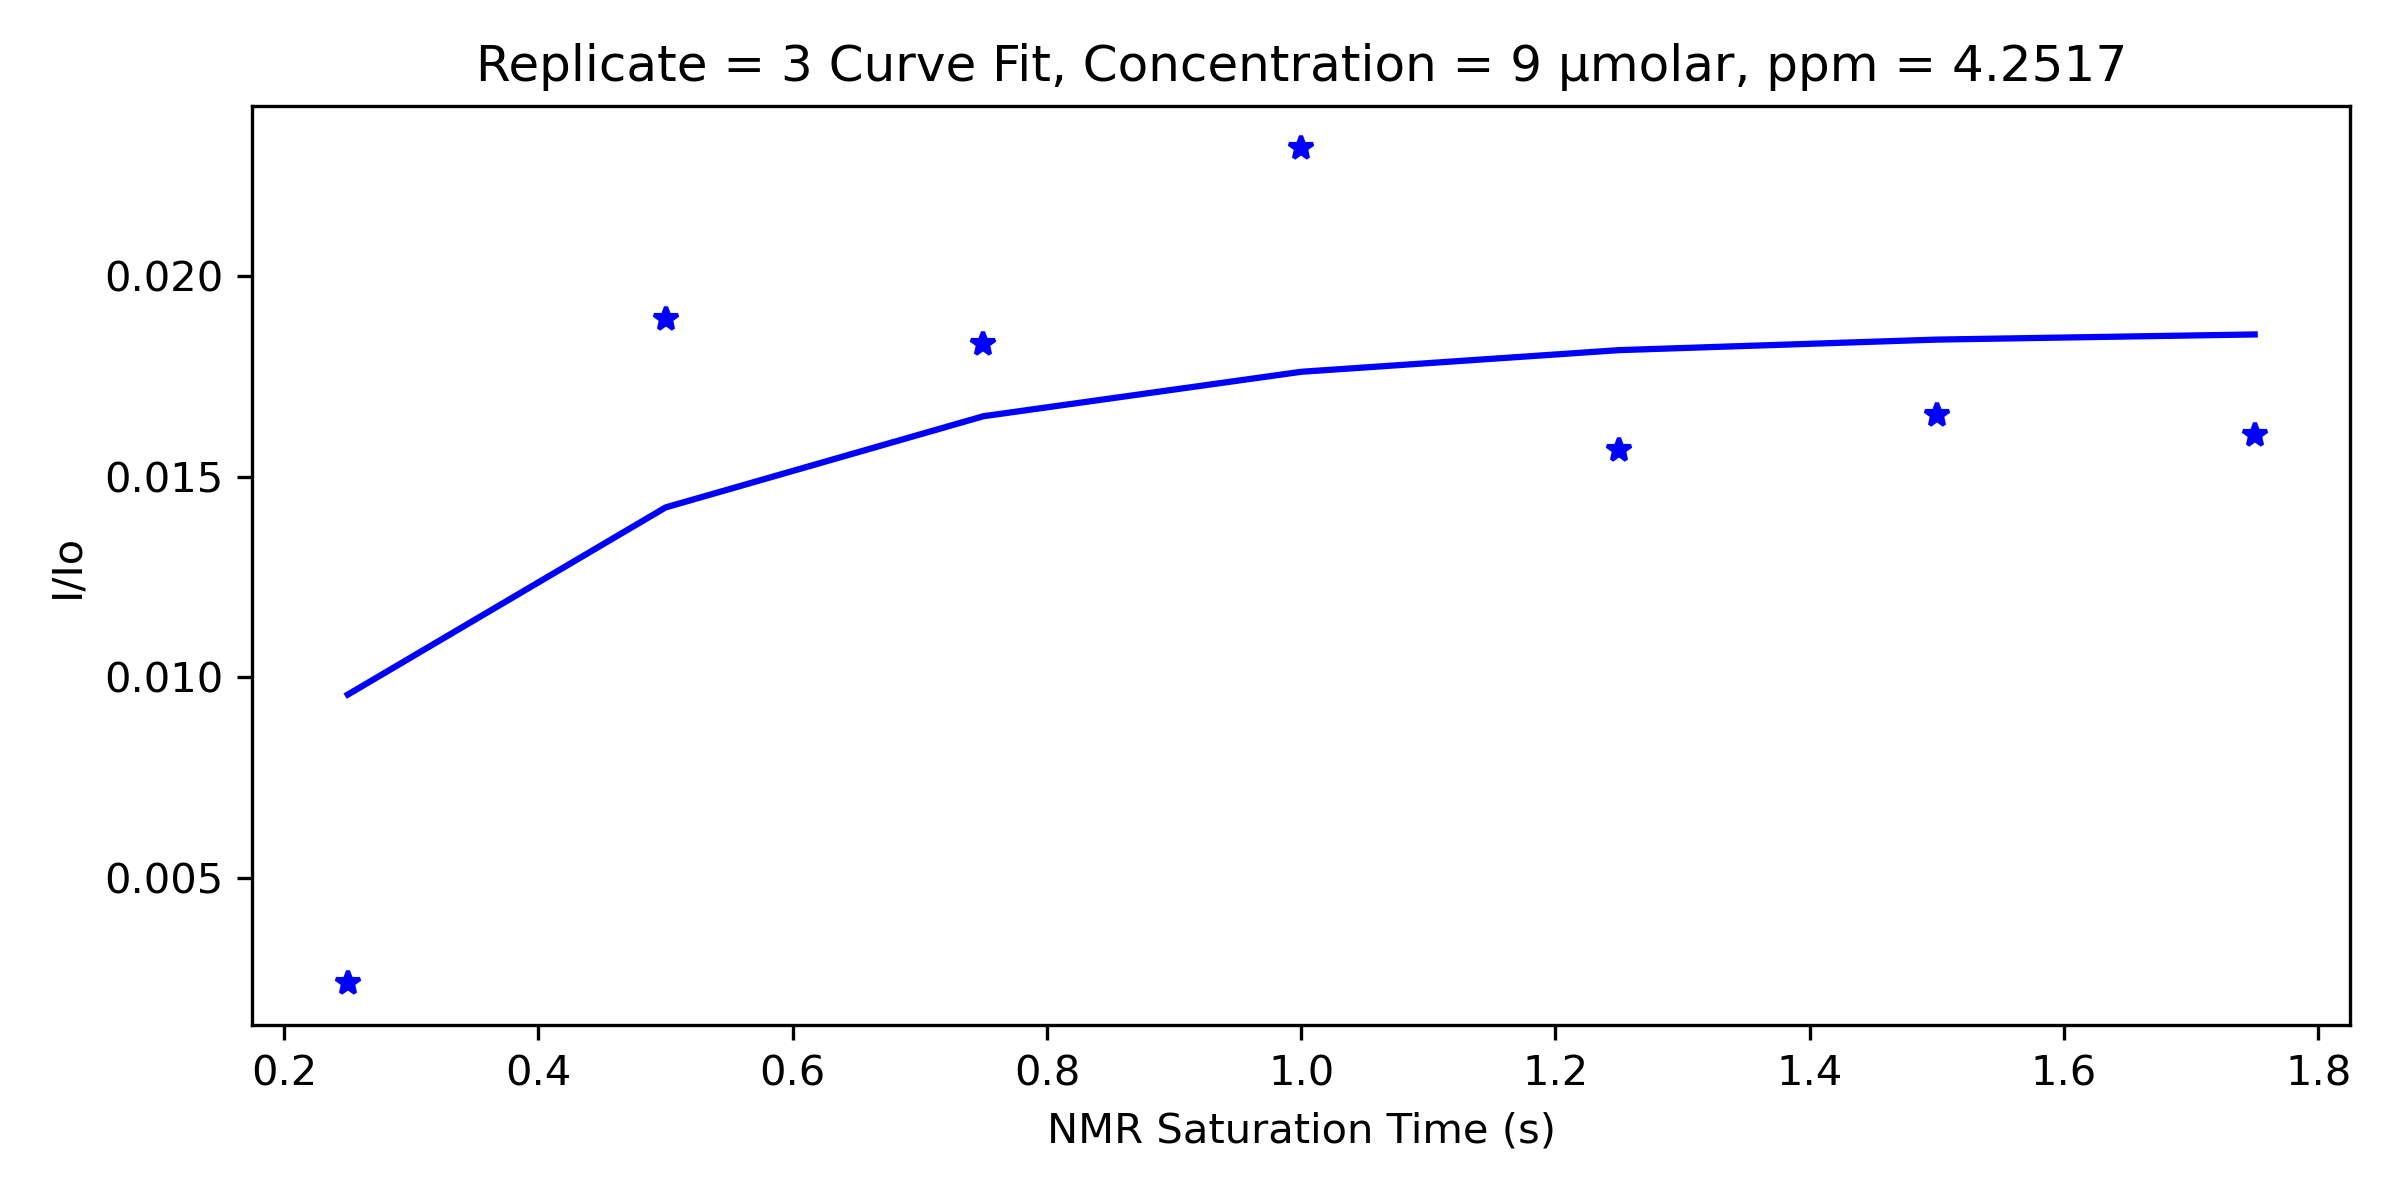 Replicate = 3 Curve Fit, Concentration = 9 µmolar, ppm = 4.2517
0.020
0.015
0.010
0.005
I/Io
0.2 0.4 0.6 0.8 1.0 1.2 1.4 1.6 1.8
NMR Saturation Time (s)